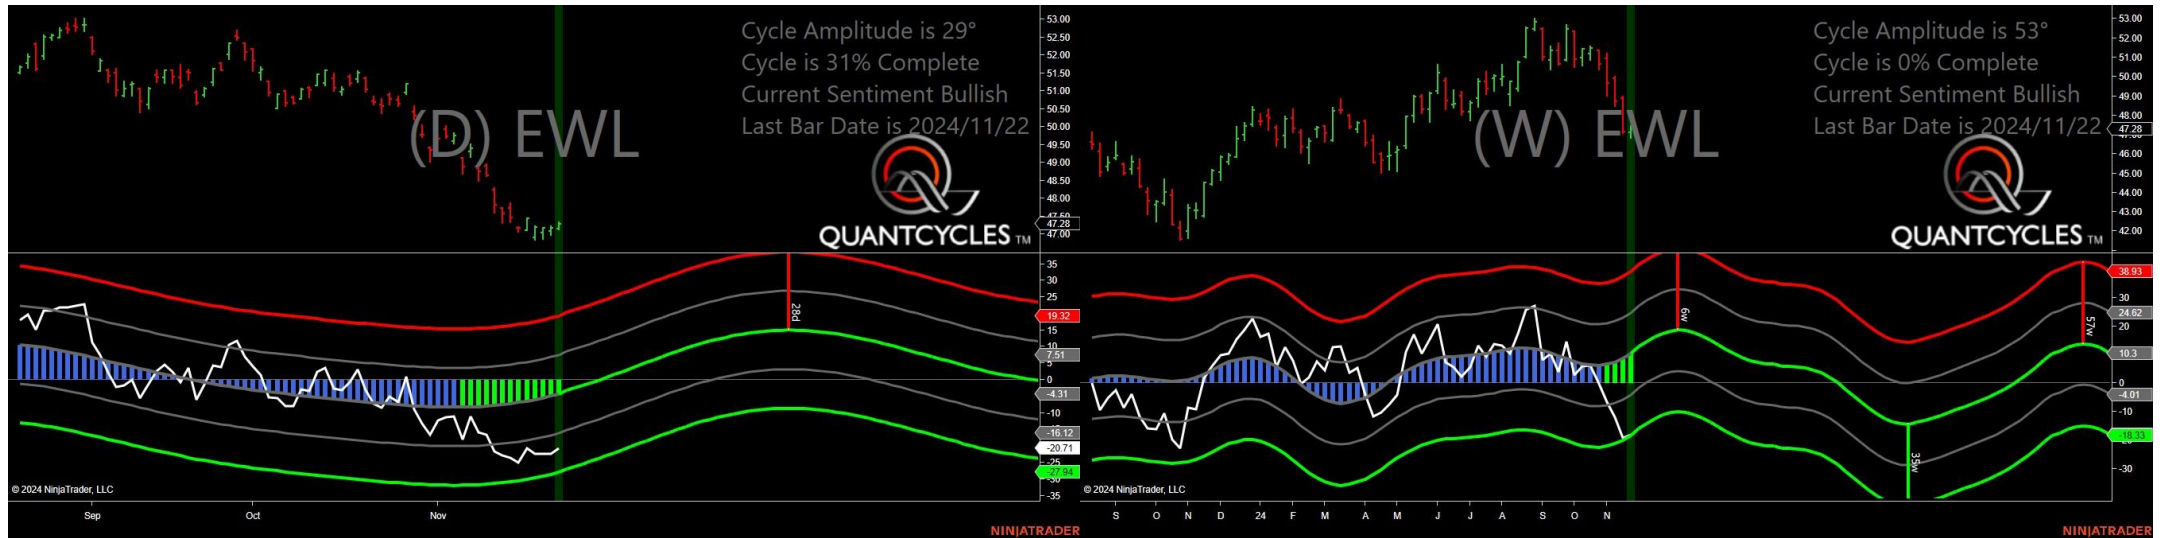 Cycle Amplitude is 29°
Cycle is 31% Complete
Current Sentiment Bullish
Last Bar Date is 2024/11/22
(D) EWL
QUANTCYCLES TM
53.00
52.50
52.00
51.50
51.00
50.50
50.00
49.50
49.00
48.50
48.00
47.50
47.28
47.00
28d
35
30
25
19.32
15
10
7.51
0
-4.31
-10
-16.12
-20.71
-25
-27.94
-30
-35
© 2024 NinjaTrader, LLC
Sep
Oct
Nov
NINJATRADER
Cycle Amplitude is 53°
Cycle is 0% Complete
Current Sentiment Bullish
Last Bar Date is 2024/11/22
(W) EWL
QUANTCYCLES TM
53.00
52.00
51.00
50.00
49.00
48.00
47.28
46.00
45.00
44.00
43.00
42.00
6w
35w
57w
38.93
30
24.62
20
10.3
0
-4.01
-10
-18.33
-30
© 2024 NinjaTrader, LLC
S
O
N
D
24
F
M
A
M
J
J
A
S
O
N
NINJATRADER